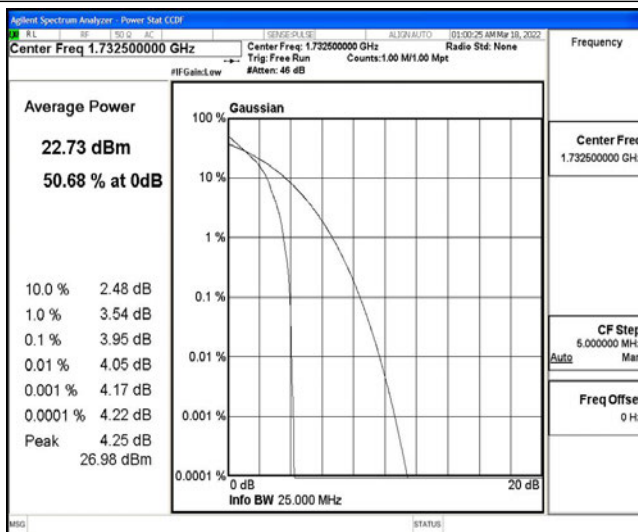 Agilent Spectrum Analyzer - Power Stat CCDF
RL RF 50 Ω AC SENSE:PULSE ALIGN AUTO 01:00:25 AM Mar 18, 2022
Center Freq 1.732500000 GHz
Center Freq: 1.732500000 GHz Radio Std: None
Trig: Free Run Counts:1.00 M/1.00 Mpt
#IFGain:Low #Atten: 46 dB
Frequency
Average Power
22.73 dBm
50.68 % at 0dB
10.0 % 2.48 dB
1.0 % 3.54 dB
0.1 % 3.95 dB
0.01 % 4.05 dB
0.001 % 4.17 dB
0.0001 % 4.22 dB
Peak 4.25 dB
26.98 dBm
Gaussian
100 %
10 %
1 %
0.1 %
0.01 %
0.001 %
0.0001 %
0 dB 20 dB
Info BW 25.000 MHz
Center Freq
1.732500000 GHz
CF Step
5.000000 MHz
Auto Man
Freq Offset
0 Hz
MSG STATUS